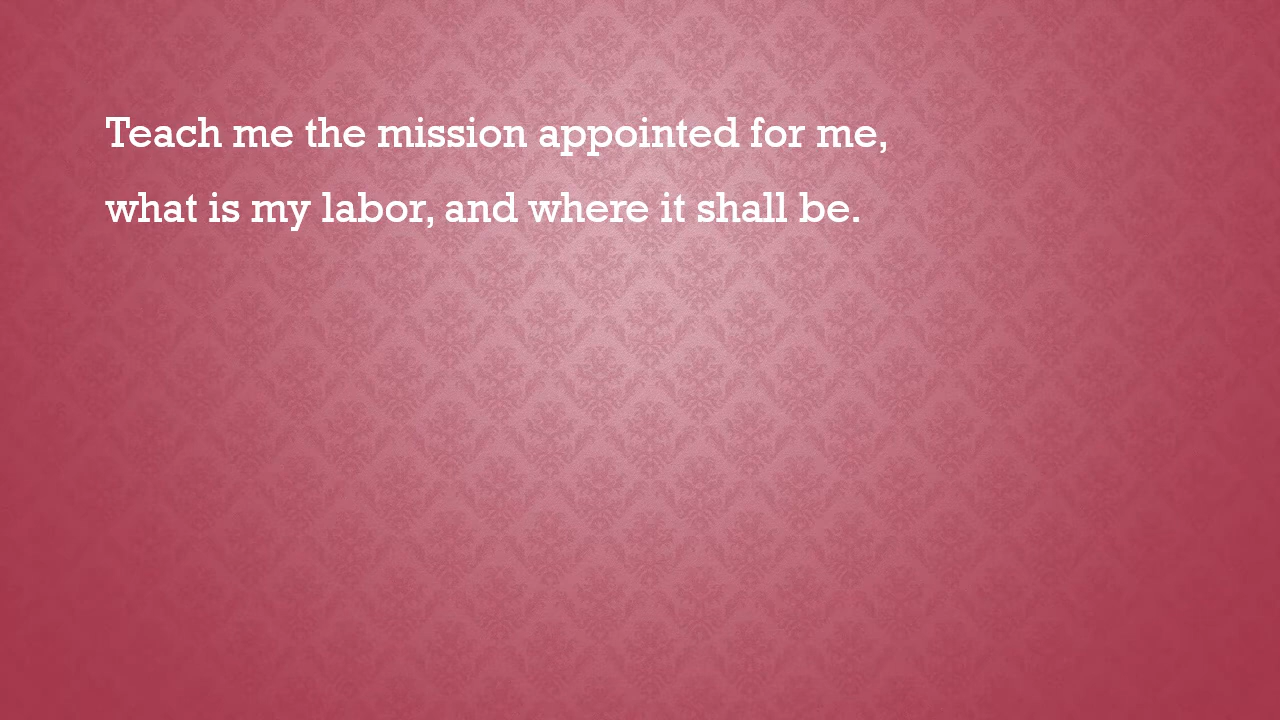 Teach me the mission appointed for me,
what is my labor, and where it shall be.